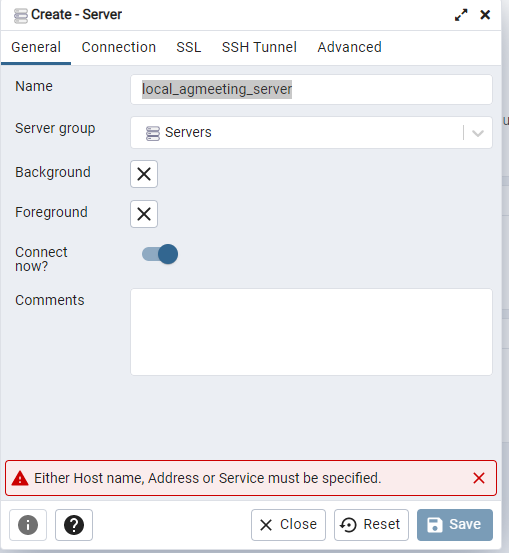 Create - Server
General Connection SSL SSH Tunnel Advanced
Name local_agmeeting_server
Server group Servers
Background
Foreground
Connect
now?
Comments
Either Host name, Address or Service must be specified.
Close Reset Save